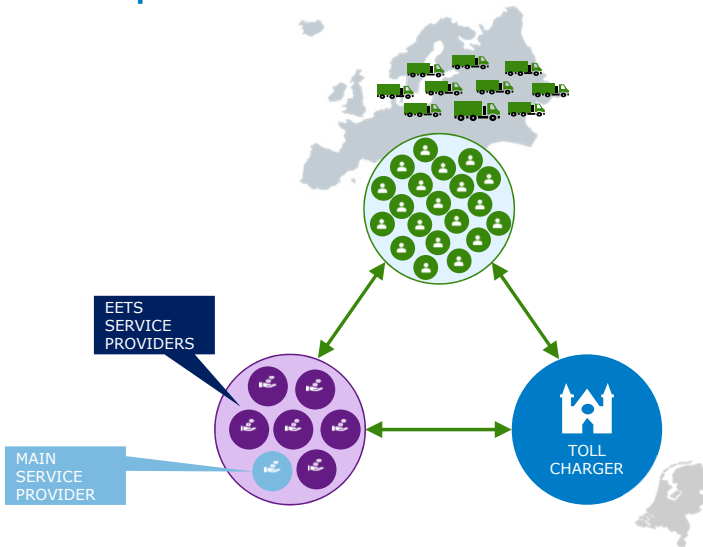 EETS
SERVICE
PROVIDERS
MAIN
SERVICE
PROVIDER
TOLL
CHARGER